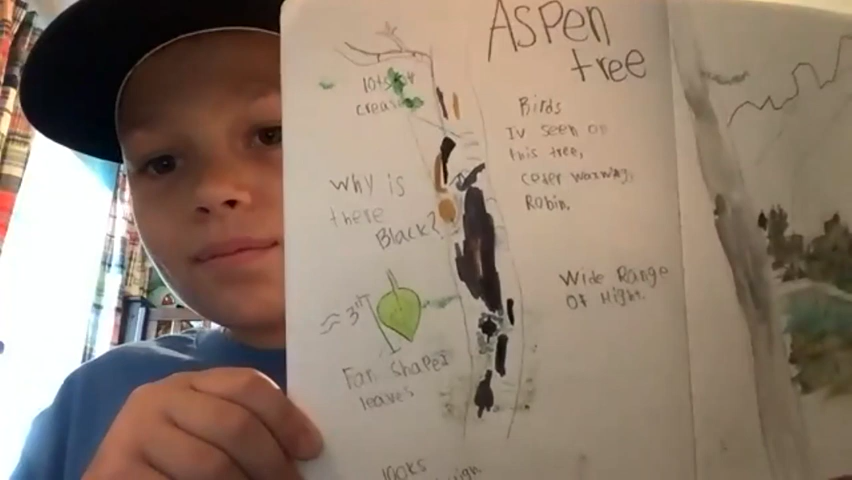 Aspen
tree
lots of
creases
Birds
Iv seen on
this tree,
ceder waxwing,
Robin.
Why is
there
Black?
Wide Range
Of Hight.
≈ 3"
Fan Shaped
leaves
looks